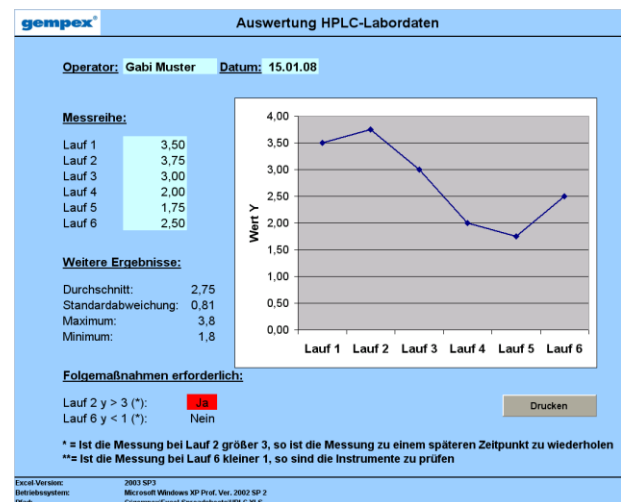 gempex® Auswertung HPLC-Labordaten
Operator: Gabi Muster Datum: 15.01.08
Messreihe:
Lauf 1 3,50
Lauf 2 3,75
Lauf 3 3,00
Lauf 4 2,00
Lauf 5 1,75
Lauf 6 2,50
Weitere Ergebnisse:
Durchschnitt: 2,75
Standardabweichung: 0,81
Maximum: 3,8
Minimum: 1,8
4,00
3,50
3,00
2,50
2,00
1,50
1,00
0,50
0,00
Wert Y
Lauf 1 Lauf 2 Lauf 3 Lauf 4 Lauf 5 Lauf 6
Folgemaßnahmen erforderlich:
Lauf 2 y > 3 (*): Ja
Lauf 6 y < 1 (*): Nein
Drucken
* = Ist die Messung bei Lauf 2 größer 3, so ist die Messung zu einem späteren Zeitpunkt zu wiederholen
**= Ist die Messung bei Lauf 6 kleiner 1, so sind die Instrumente zu prüfen
Excel-Version: 2003 SP3
Betriebssystem: Microsoft Windows XP Prof. Ver. 2002 SP 2